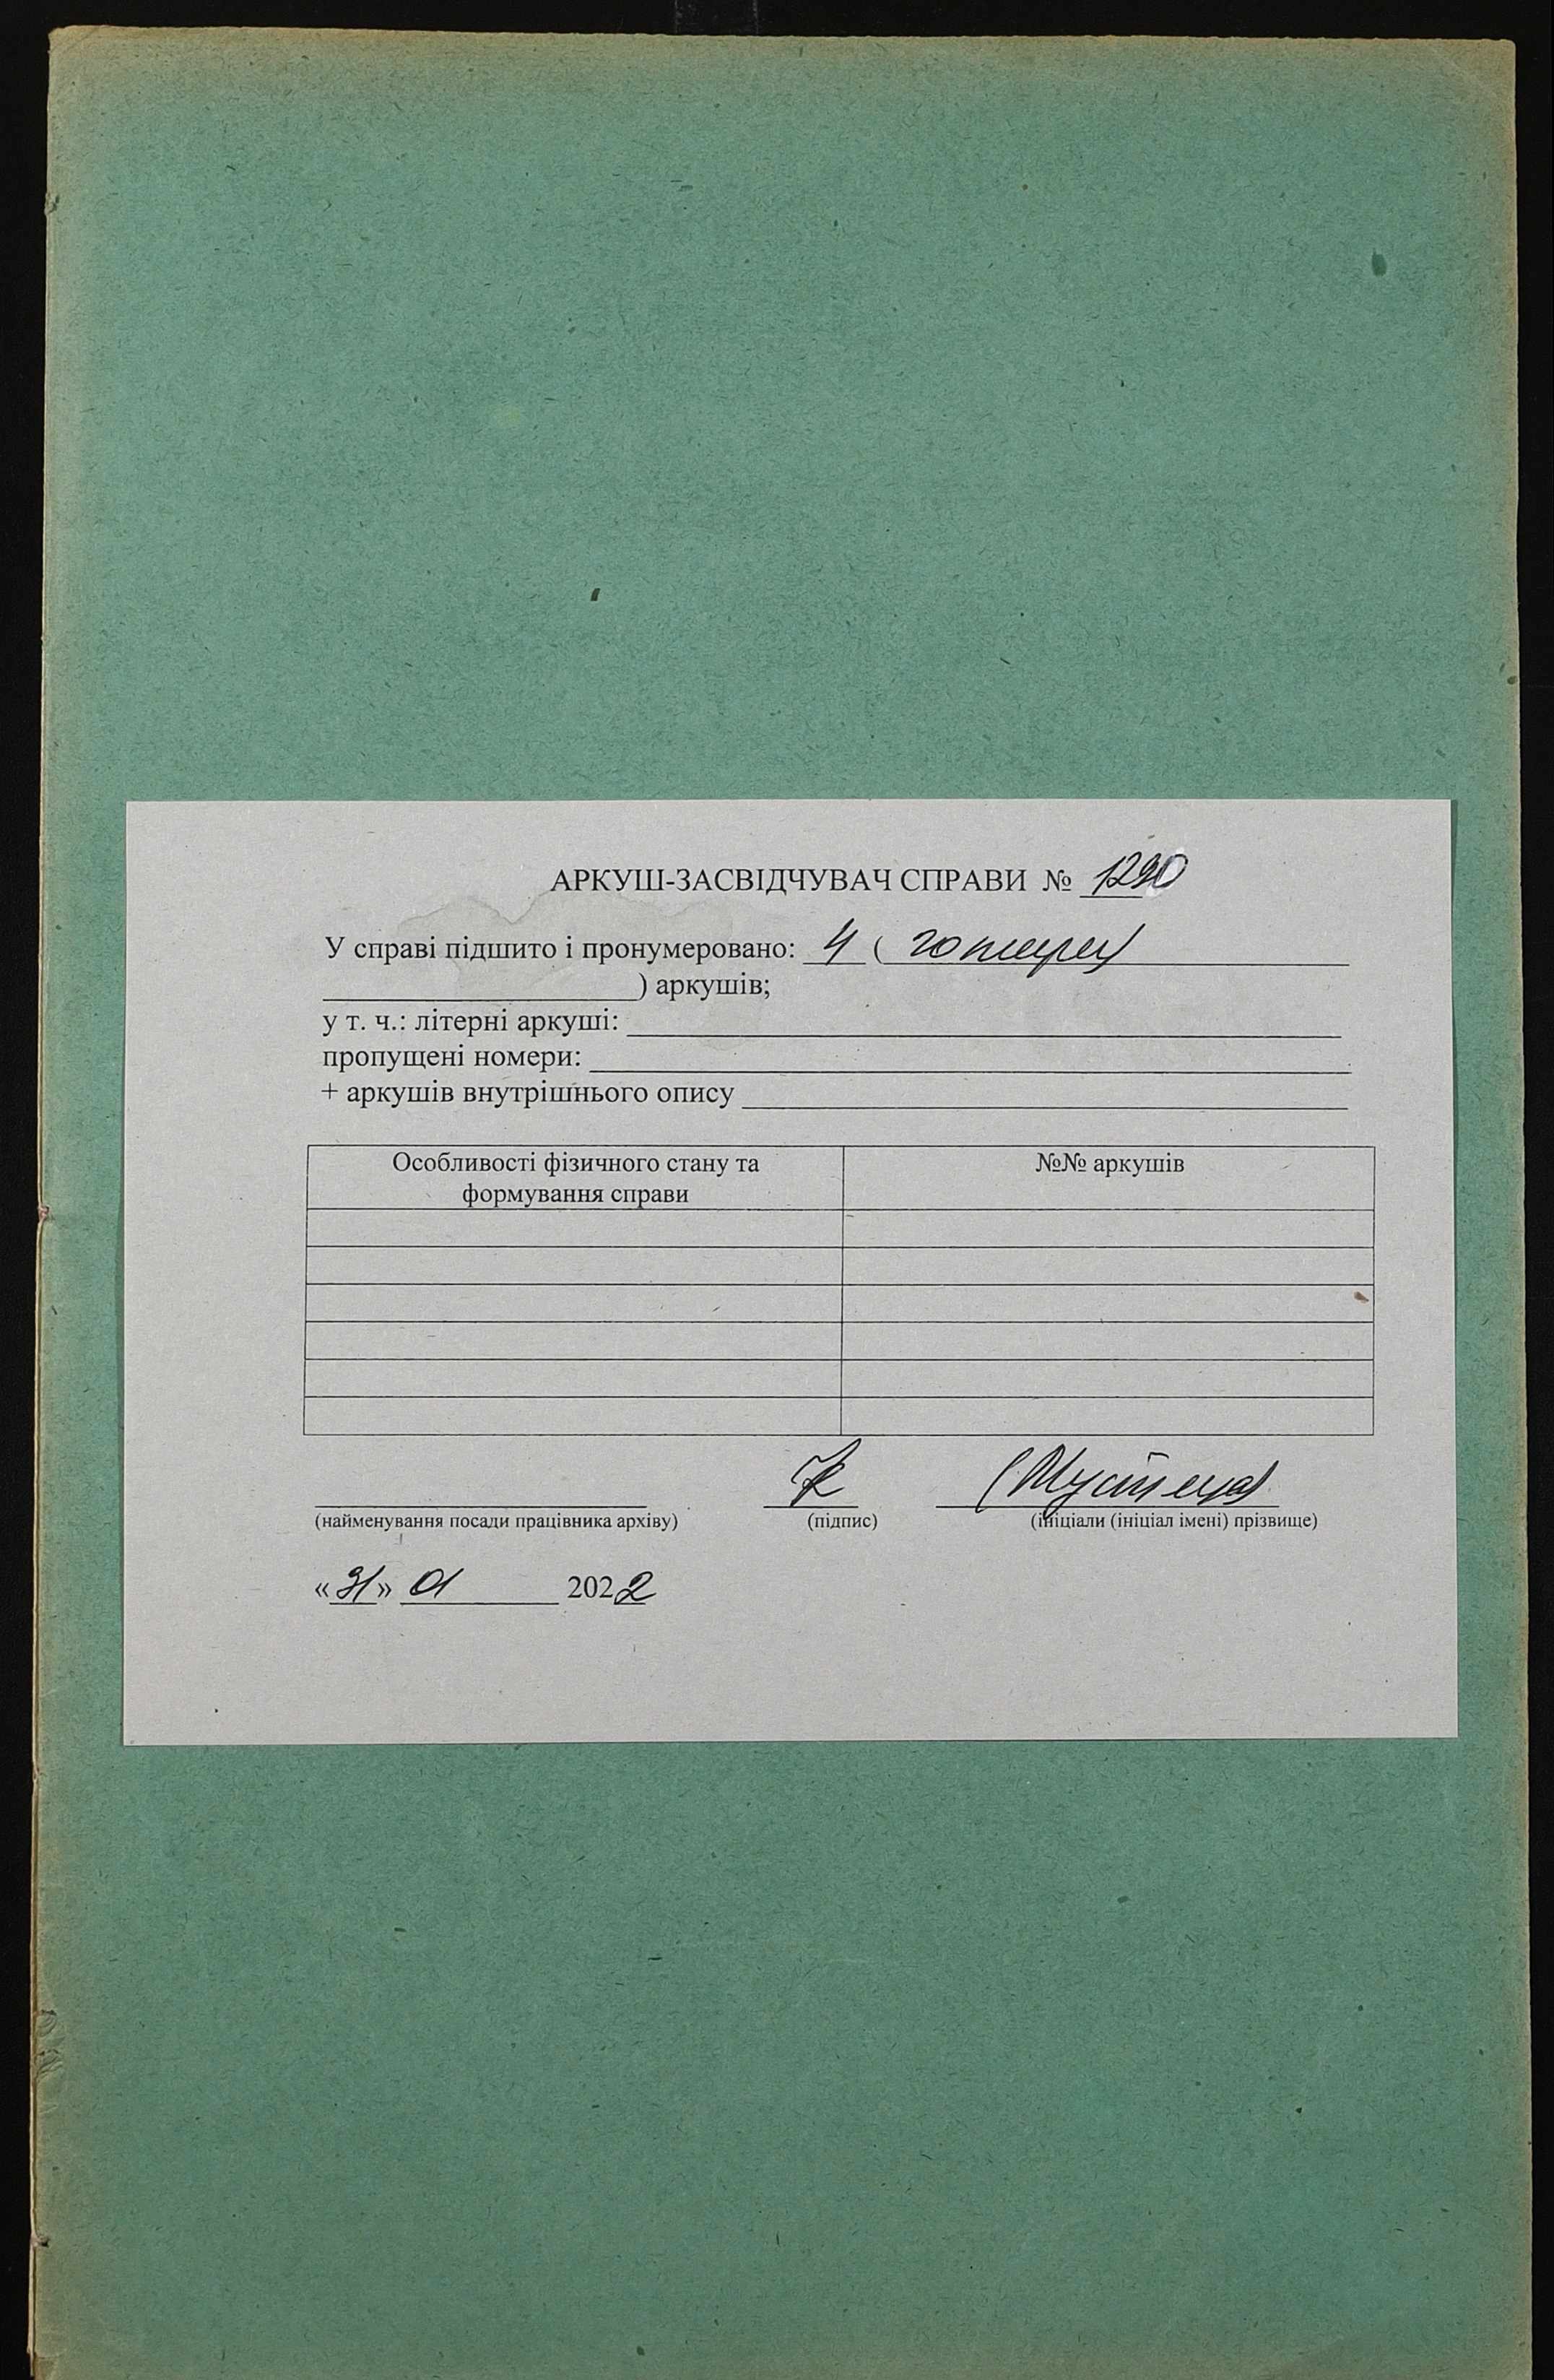 АРКУШ-ЗАСВІДЧУВАЧ СПРАВИ № 1290
У справі підшито і пронумеровано: 4 ( чотири)
) аркушів;
у т. ч.: літерні аркуші:
пропущені номери:
+ аркушів внутрішнього опису
Особливості фізичного стану та
формування справи
№№ аркушів
(найменування посади працівника архіву)
(підпис)
(ініціали (ініціал імені) прізвище)
«31» 01 2022